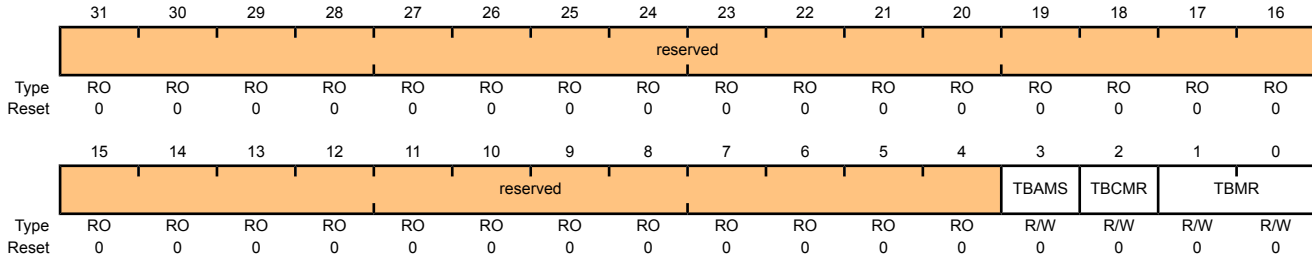 31 30 29 28 27 26 25 24 23 22 21 20 19 18 17 16
reserved
Type RO RO RO RO RO RO RO RO RO RO RO RO RO RO RO RO
Reset 0 0 0 0 0 0 0 0 0 0 0 0 0 0 0 0
15 14 13 12 11 10 9 8 7 6 5 4 3 2 1 0
reserved TBAMS TBCMR TBMR
Type RO RO RO RO RO RO RO RO RO RO RO RO R/W R/W R/W R/W
Reset 0 0 0 0 0 0 0 0 0 0 0 0 0 0 0 0